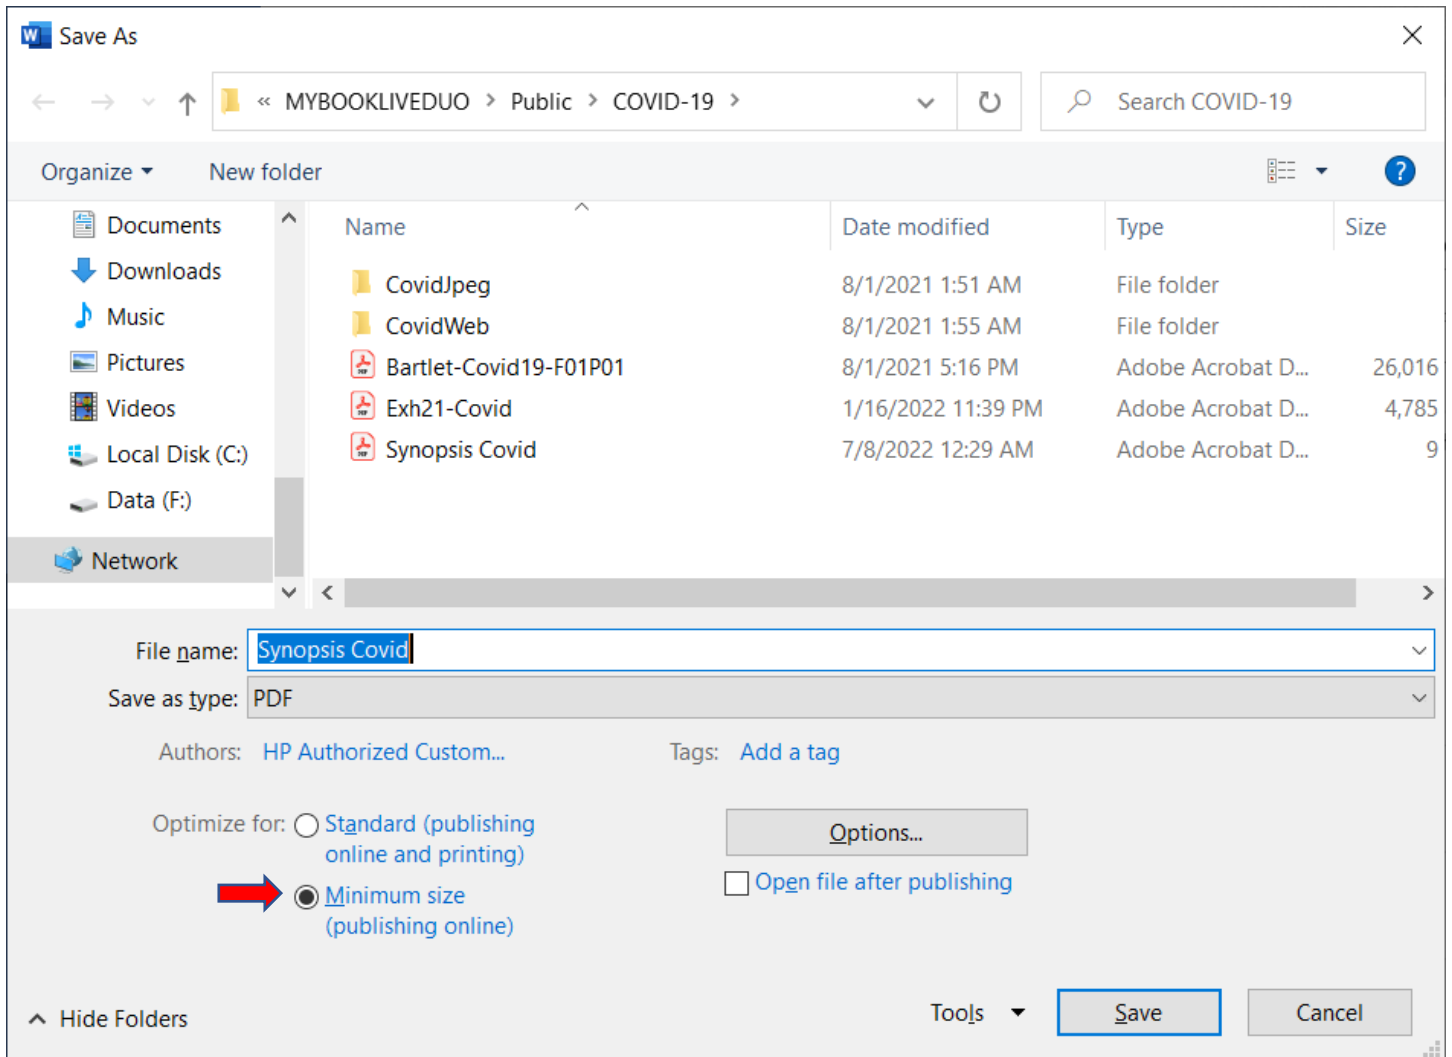 Save As
« MYBOOKLIVEDUO > Public > COVID-19 >
Search COVID-19
Organize
New folder
?
Documents
Downloads
Music
Pictures
Videos
Local Disk (C:)
Data (F:)
Network
Name Date modified Type Size
CovidJpeg 8/1/2021 1:51 AM File folder
CovidWeb 8/1/2021 1:55 AM File folder
Bartlet-Covid19-F01P01 8/1/2021 5:16 PM Adobe Acrobat D... 26,016
Exh21-Covid 1/16/2022 11:39 PM Adobe Acrobat D... 4,785
Synopsis Covid 7/8/2022 12:29 AM Adobe Acrobat D... 9
File name: Synopsis Covid
Save as type: PDF
Authors: HP Authorized Custom... Tags: Add a tag
Optimize for: Standard (publishing
online and printing)
Minimum size
(publishing online)
Options...
Open file after publishing
Hide Folders
Tools
Save
Cancel